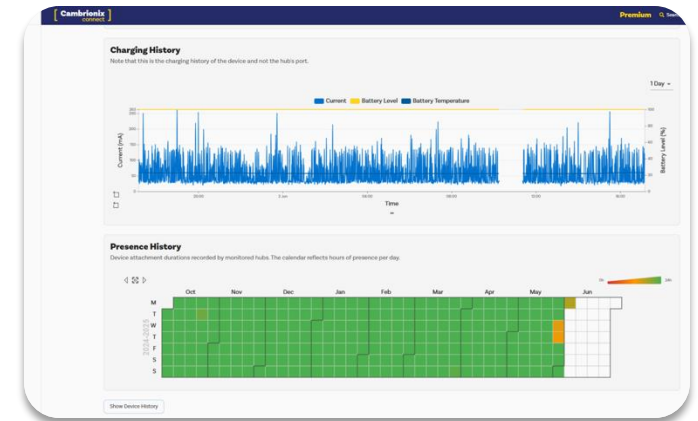 [ Cambrionix connect ]
Premium
Charging History
Note that this is the charging history of the device and not the hub's port.
1 Day
Current Battery Level Battery Temperature
Current (mA)
Battery Level (%)
Time
Presence History
Device attachment durations recorded by monitored hubs. The calendar reflects hours of presence per day.
Oct Nov Dec Jan Feb Mar Apr May Jun
2024-2025
M
T
W
T
F
S
S
Show Device History